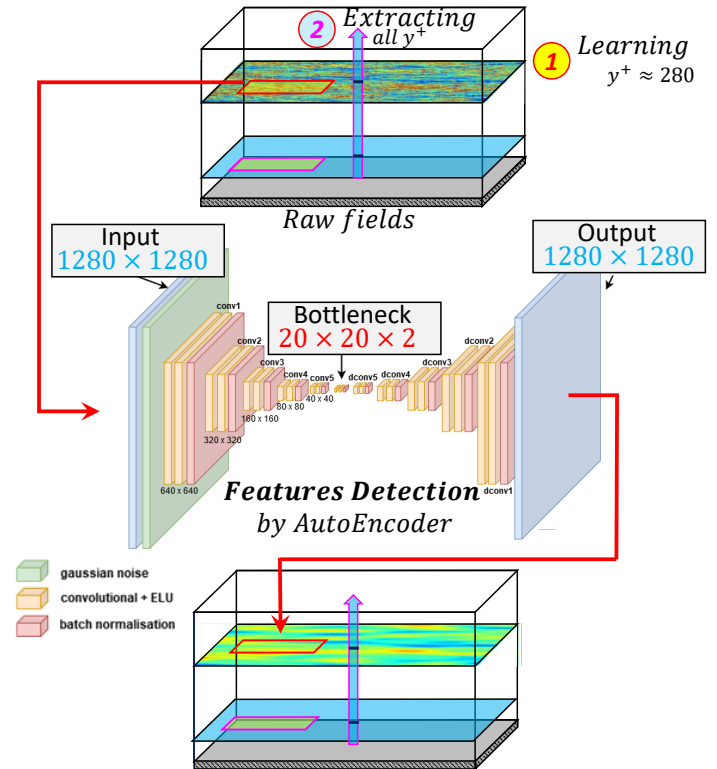 2 Extracting
all y⁺
1 Learning
y⁺ ≈ 280
Raw fields
Input
1280 × 1280
Output
1280 × 1280
Bottleneck
20 × 20 × 2
conv1
conv2
conv3
conv4
conv5
dconv5
dconv4
dconv3
dconv2
dconv1
640 x 640
320 x 320
160 x 160
80 x 80
40 x 40
Features Detection
by AutoEncoder
gaussian noise
convolutional + ELU
batch normalisation